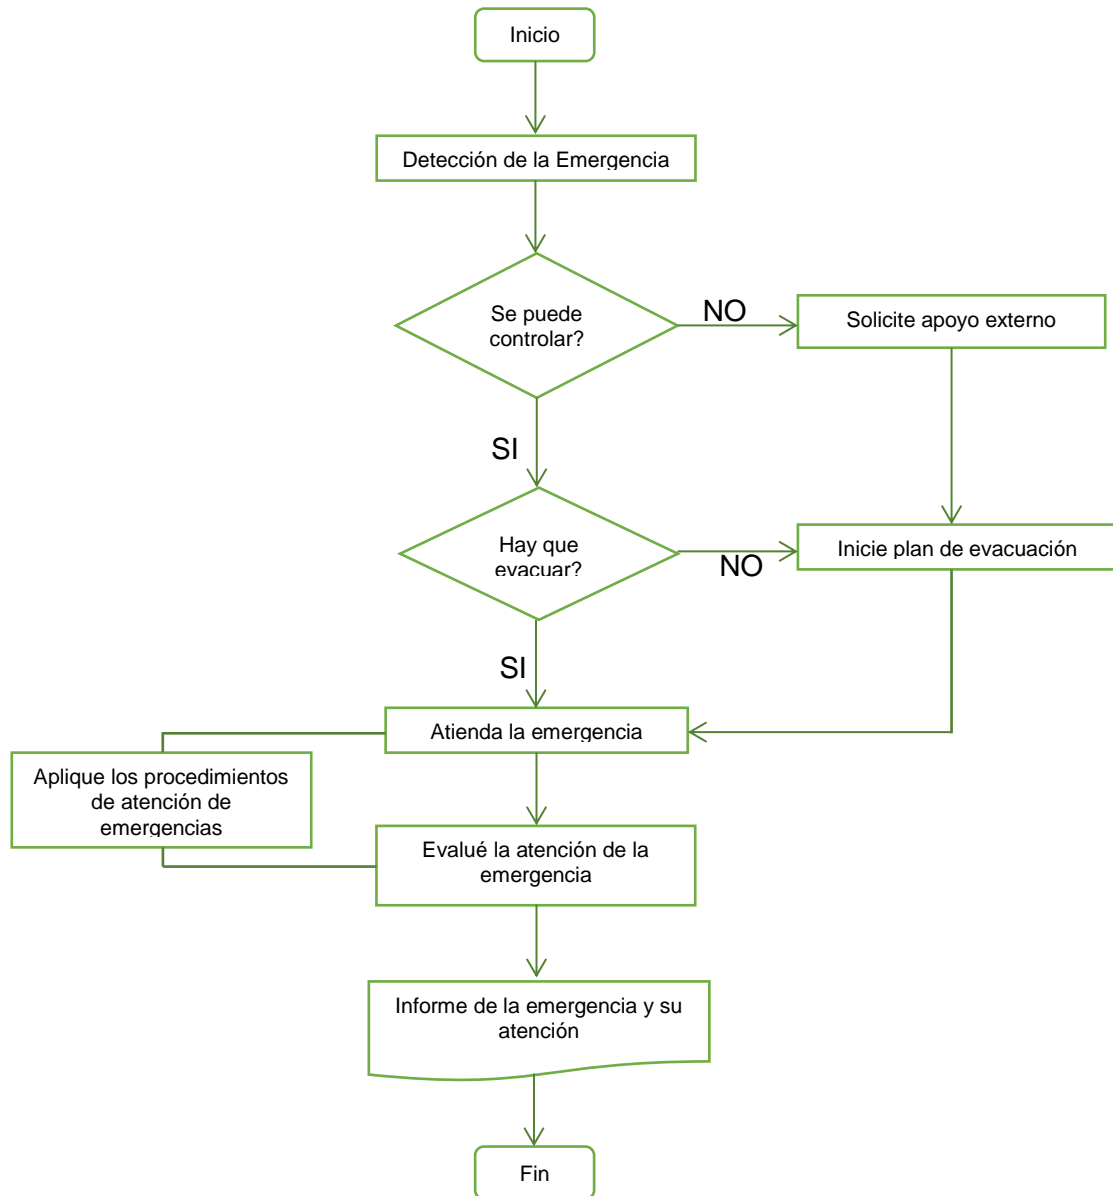 Inicio
Detección de la Emergencia
Se puede
controlar?
NO
Solicite apoyo externo
SI
Hay que
evacuar?
NO
Inicie plan de evacuación
SI
Atienda la emergencia
Aplique los procedimientos
de atención de
emergencias
Evalué la atención de la
emergencia
Informe de la emergencia y su
atención
Fin